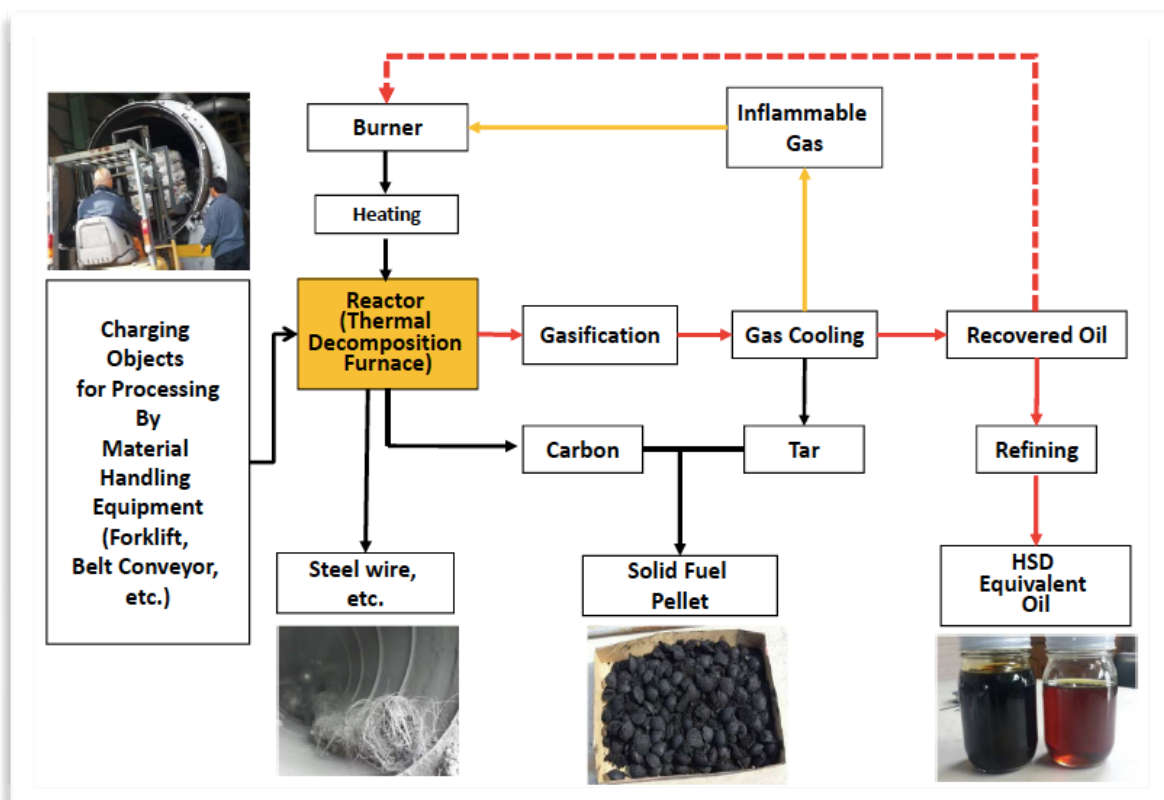 Burner
Inflammable
Gas
Heating
Charging
Objects
for Processing
By
Material
Handling
Equipment
(Forklift,
Belt Conveyor,
etc.)
Reactor
(Thermal
Decomposition
Furnace)
Gasification
Gas Cooling
Recovered Oil
Carbon
Tar
Refining
Steel wire,
etc.
Solid Fuel
Pellet
HSD
Equivalent
Oil